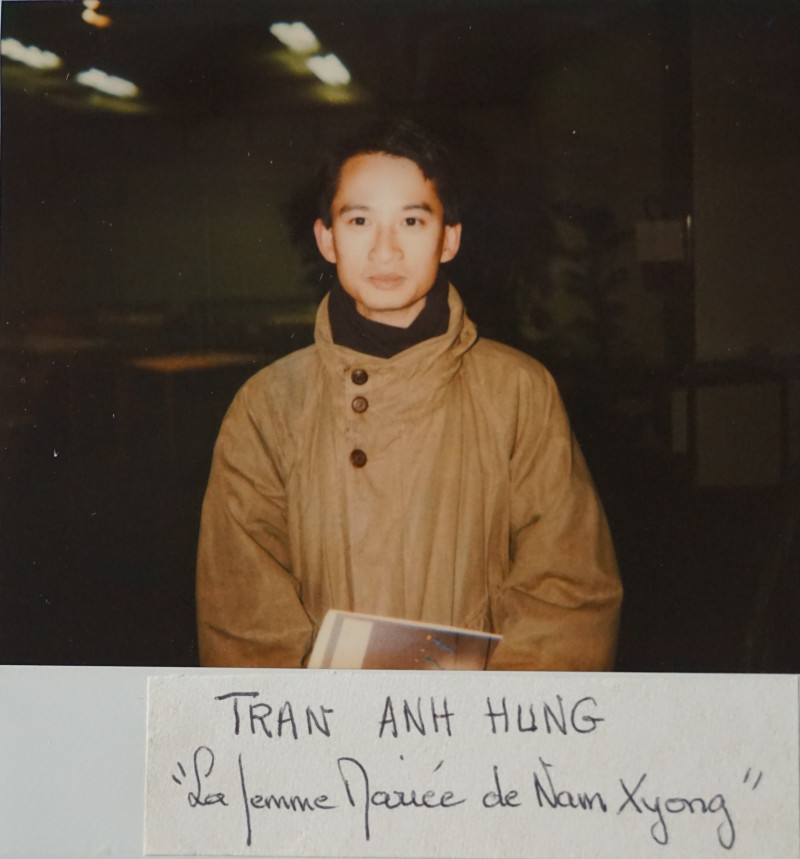 TRAN ANH HUNG
"La femme Mariée de Nam Xyong"